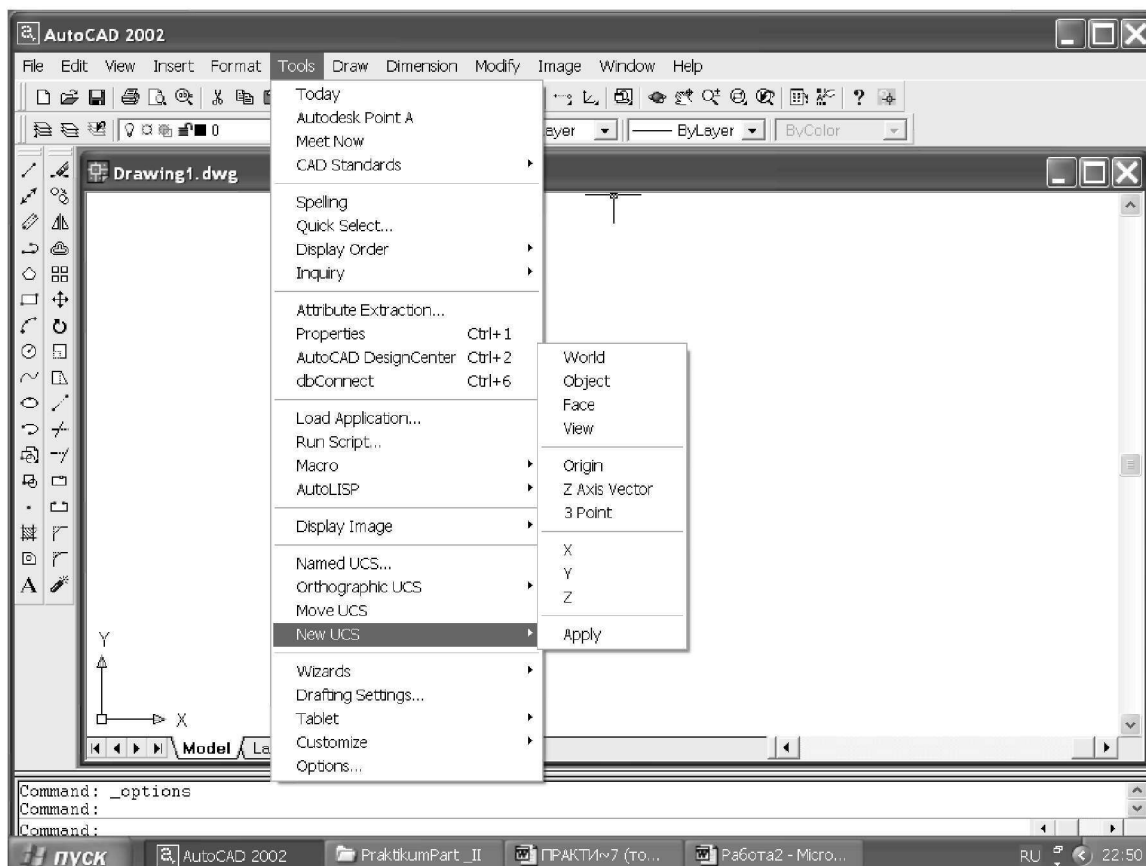 AutoCAD 2002
File Edit View Insert Format Tools Draw Dimension Modify Image Window Help
0 ayer ByLayer ByColor
Drawing1.dwg
Today
Autodesk Point A
Meet Now
CAD Standards
Spelling
Quick Select...
Display Order
Inquiry
Attribute Extraction...
Properties Ctrl+1
AutoCAD DesignCenter Ctrl+2
dbConnect Ctrl+6
Load Application...
Run Script...
Macro
AutoLISP
Display Image
Named UCS...
Orthographic UCS
Move UCS
New UCS
Wizards
Drafting Settings...
Tablet
Customize
Options...
World
Object
Face
View
Origin
Z Axis Vector
3 Point
X
Y
Z
Apply
A
Y
X
Model La
Command: _options
Command:
Command:
пуск AutoCAD 2002 PraktikumPart _II ПРАКТИ~7 (то... Работа2 - Micro... RU 22:50